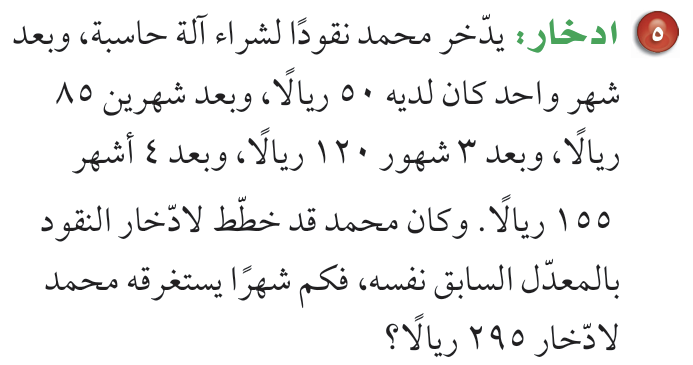 ٥ ادخار: يدّخر محمد نقودًا لشراء آلة حاسبة، وبعد
شهر واحد كان لديه ٥٠ ريالًا، وبعد شهرين ٨٥
ريالًا، وبعد ٣ شهور ١٢٠ ريالًا، وبعد ٤ أشهر
١٥٥ ريالًا. وكان محمد قد خطّط لادّخار النقود
بالمعدّل السابق نفسه، فكم شهرًا يستغرقه محمد
لادّخار ٢٩٥ ريالًا؟